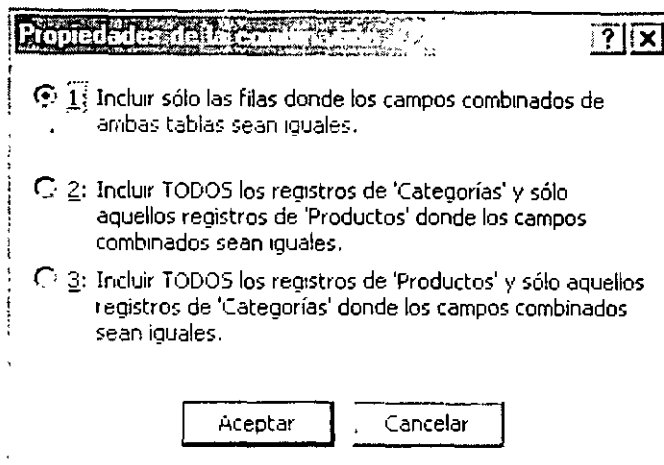 Propiedades de la combinación
1: Incluir sólo las filas donde los campos combinados de
ambas tablas sean iguales.
2: Incluir TODOS los registros de 'Categorías' y sólo
aquellos registros de 'Productos' donde los campos
combinados sean iguales.
3: Incluir TODOS los registros de 'Productos' y sólo aquellos
registros de 'Categorías' donde los campos combinados
sean iguales.
Aceptar Cancelar